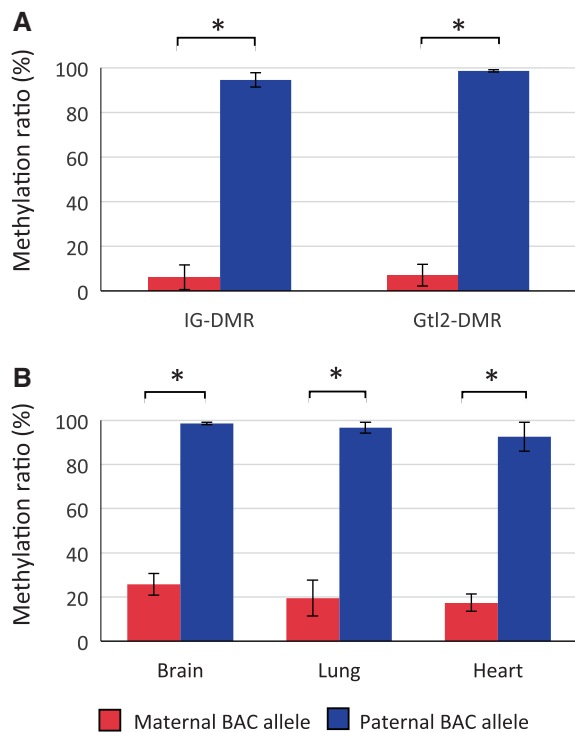 A
Methylation ratio (%)
* *
100
80
60
40
20
0
IG-DMR Gtl2-DMR
B
Methylation ratio (%)
* * *
100
80
60
40
20
0
Brain Lung Heart
Maternal BAC allele Paternal BAC allele